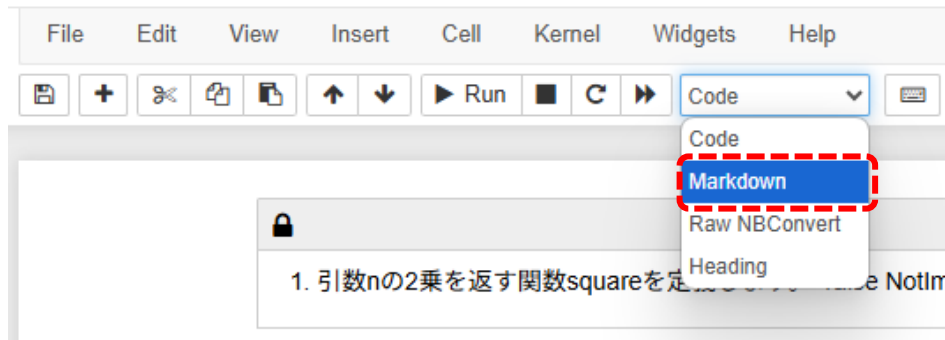 File Edit View Insert Cell Kernel Widgets Help
Run Code
Code
Markdown
Raw NBConvert
Heading
1. 引数nの2乗を返す関数squareを定 NotIm